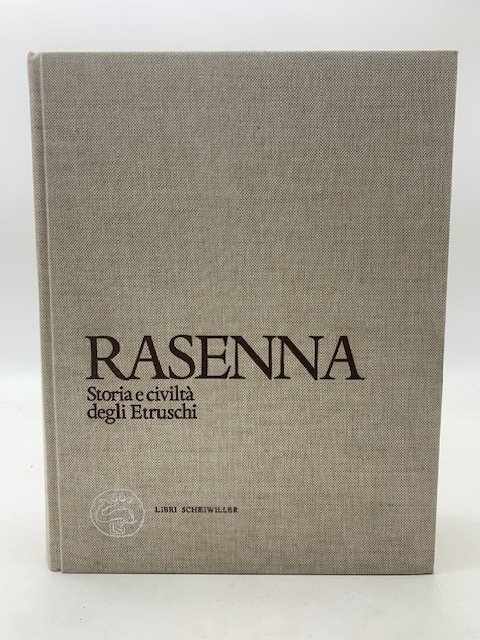 RASENNA
Storia e civiltà
degli Etruschi
LIBRI SCHEIWILLER